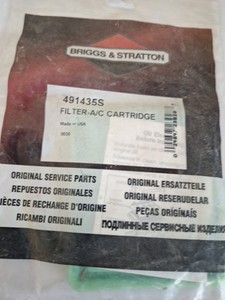 BRIGGS & STRATTON
491435S
FILTER-A/C CARTRIDGE
Made in USA
ORIGINAL SERVICE PARTS
REPUESTOS ORIGINALES
PIÈCES DE RECHANGE D'ORIGINE
RICAMBI ORIGINALI
ORIGINAL ERSATZTEILE
ORIGINAL RESERUDELAR
PEÇAS ORIGINAIS
ПОДЛИННЫЕ СЕРВИСНЫЕ ИЗДЕЛИЯ